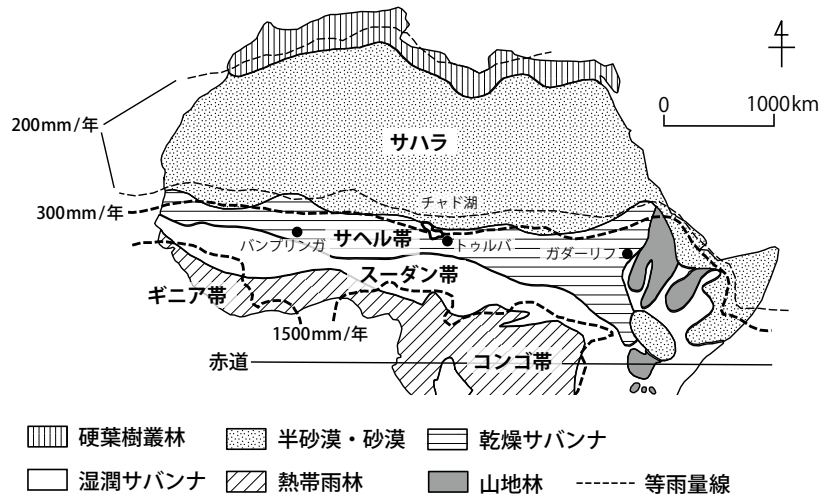 0 1000km
200mm/年
サハラ
チャド湖
300mm/年
バンプリンガ サヘル帯 トゥルバ ガダーリフ
スーダン帯
ギニア帯
1500mm/年
赤道 コンゴ帯
硬葉樹叢林 半砂漠・砂漠 乾燥サバンナ
湿潤サバンナ 熱帯雨林 山地林 等雨量線